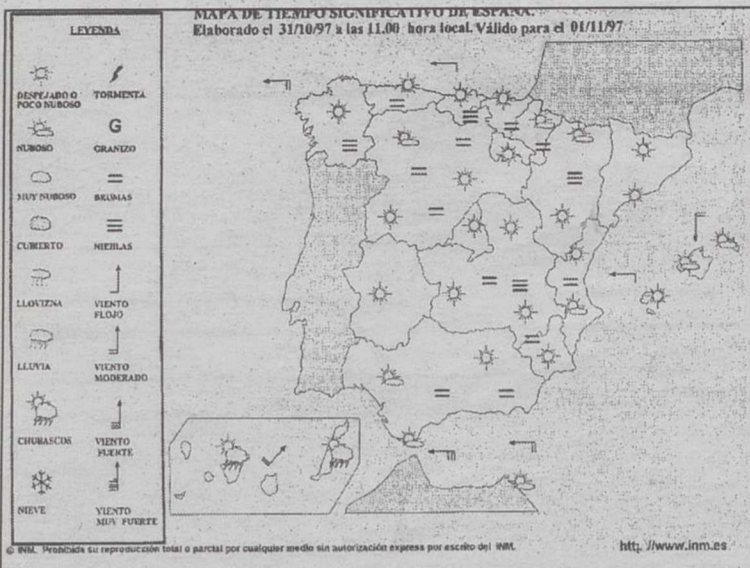 MAPA DE TIEMPO SIGNIFICATIVO DE ESPAÑA.
Elaborado el 31/10/97 a las 11.00 hora local. Válido para el 01/11/97
LEYENDA
DESPEJADO O
POCO NUBOSO
TORMENTA
NUBOSO
G
GRANIZO
MUY NUBOSO
BRUMAS
CUBIERTO
NIEBLAS
LLOVIZNA
VIENTO
FLOJO
LLUVIA
VIENTO
MODERADO
CHUBASCOS
VIENTO
FUERTE
NIEVE
VIENTO
MUY FUERTE
© INM. Prohibida su reproducción total o parcial por cualquier medio sin autorización expresa por escrito del INM.
http://www.inm.es